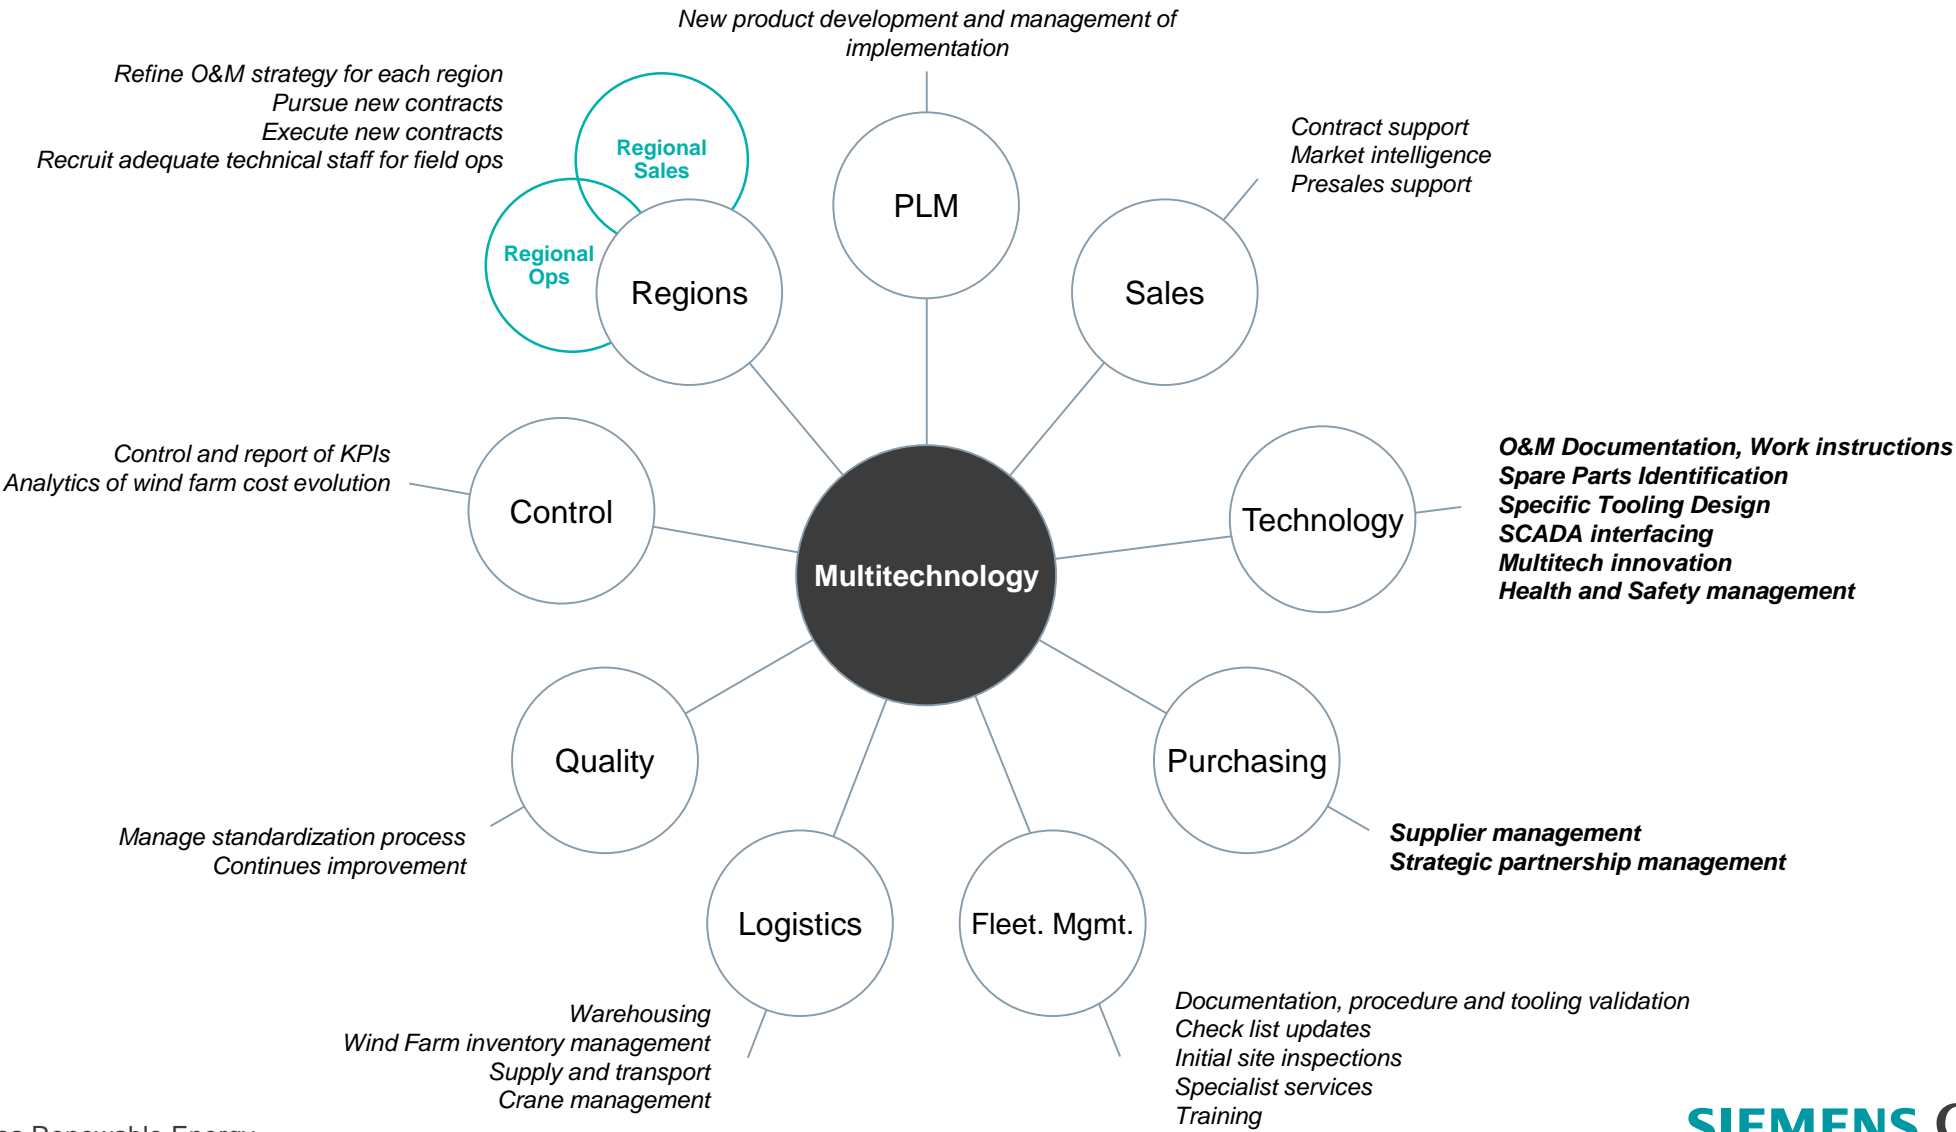 New product development and management of
implementation
Refine O&M strategy for each region
Pursue new contracts
Execute new contracts
Recruit adequate technical staff for field ops
Regional
Sales
Regional
Ops
Regions
PLM
Contract support
Market intelligence
Presales support
Sales
Control and report of KPIs
Analytics of wind farm cost evolution
Control
Multitechnology
Technology
O&M Documentation, Work instructions
Spare Parts Identification
Specific Tooling Design
SCADA interfacing
Multitech innovation
Health and Safety management
Quality
Manage standardization process
Continues improvement
Purchasing
Supplier management
Strategic partnership management
Logistics
Warehousing
Wind Farm inventory management
Supply and transport
Crane management
Fleet. Mgmt.
Documentation, procedure and tooling validation
Check list updates
Initial site inspections
Specialist services
Training
Renewable Energy
SIEMENS